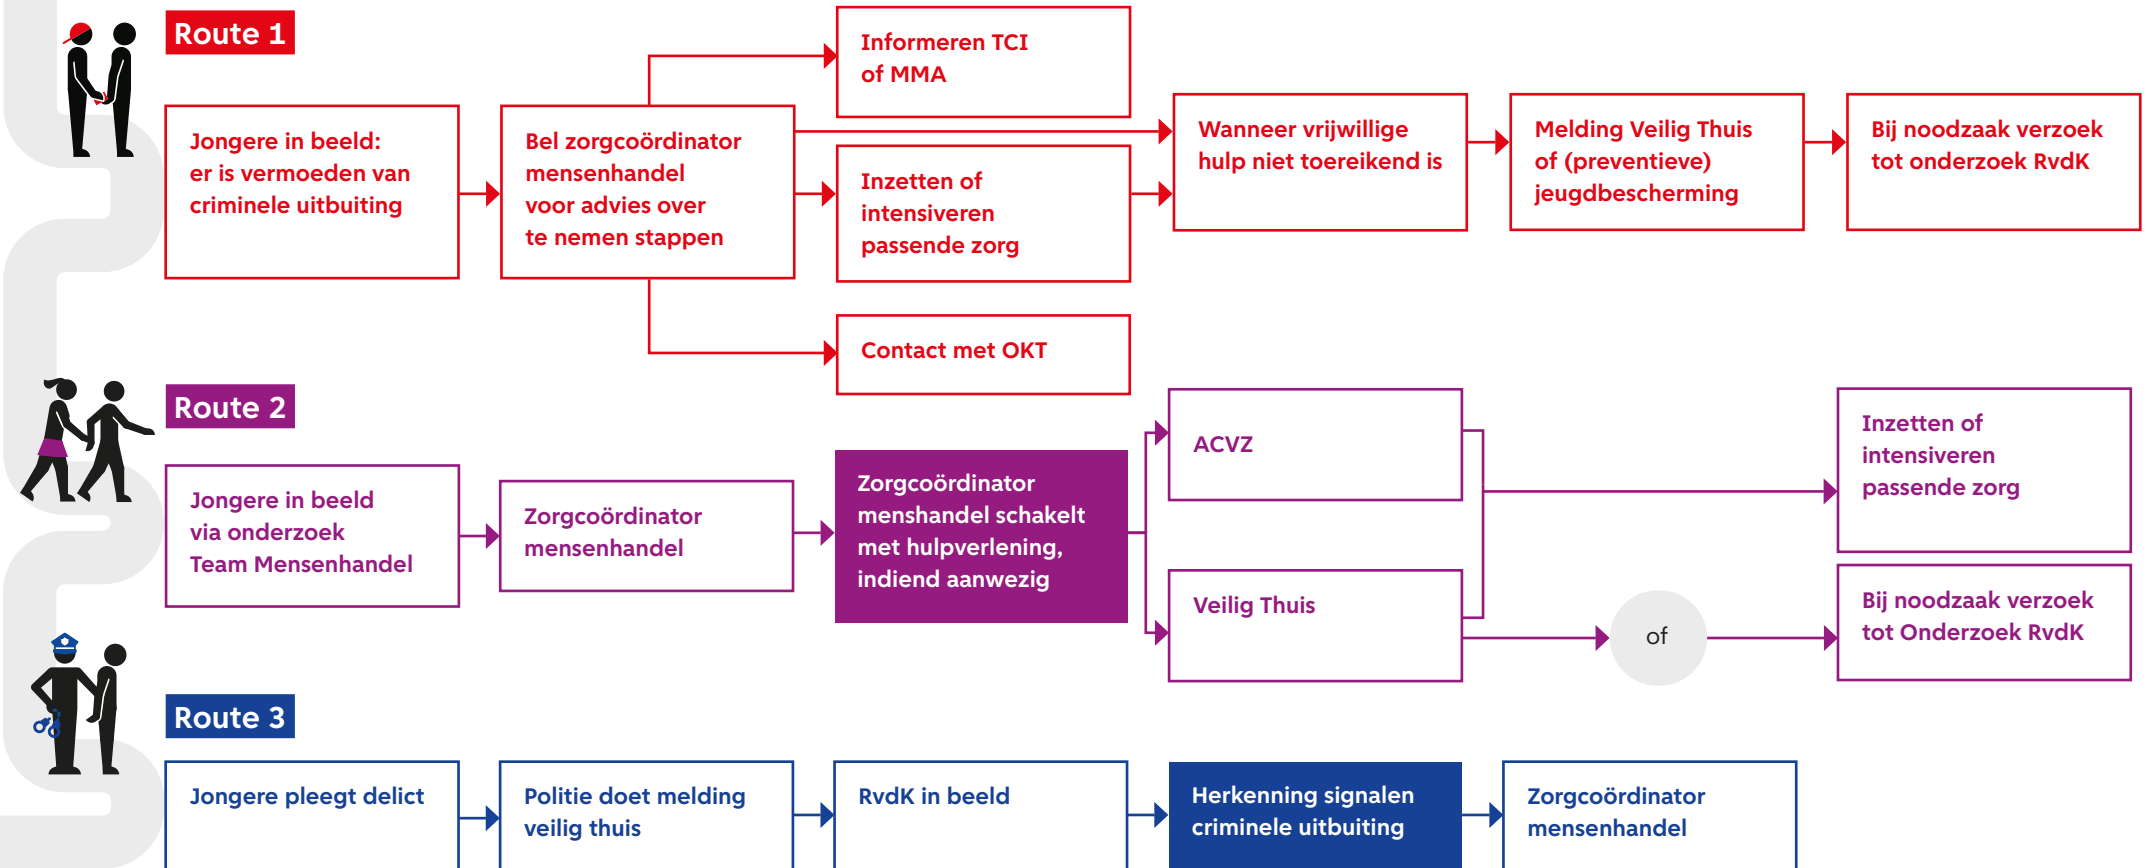 Route 1
Jongere in beeld:
er is vermoeden van
criminele uitbuiting
Bel zorgcoördinator
mensenhandel
voor advies over
te nemen stappen
Informeren TCI
of MMA
Inzetten of
intensiveren
passende zorg
Contact met OKT
Wanneer vrijwillige
hulp niet toereikend is
Melding Veilig Thuis
of (preventieve)
jeugdbescherming
Bij noodzaak verzoek
tot onderzoek RvdK
Route 2
Jongere in beeld
via onderzoek
Team Mensenhandel
Zorgcoördinator
mensenhandel
Zorgcoördinator
menshandel schakelt
met hulpverlening,
indiend aanwezig
ACVZ
Veilig Thuis
Inzetten of
intensiveren
passende zorg
of
Bij noodzaak verzoek
tot Onderzoek RvdK
Route 3
Jongere pleegt delict
Politie doet melding
veilig thuis
RvdK in beeld
Herkenning signalen
criminele uitbuiting
Zorgcoördinator
mensenhandel